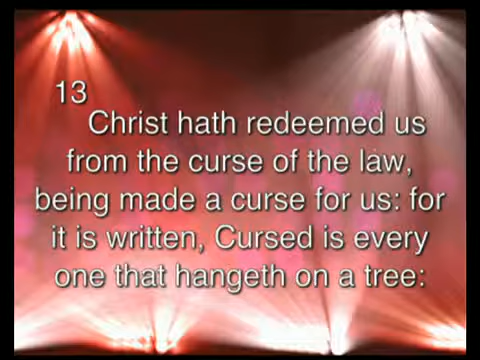 13
Christ hath redeemed us
from the curse of the law,
being made a curse for us: for
it is written, Cursed is every
one that hangeth on a tree: